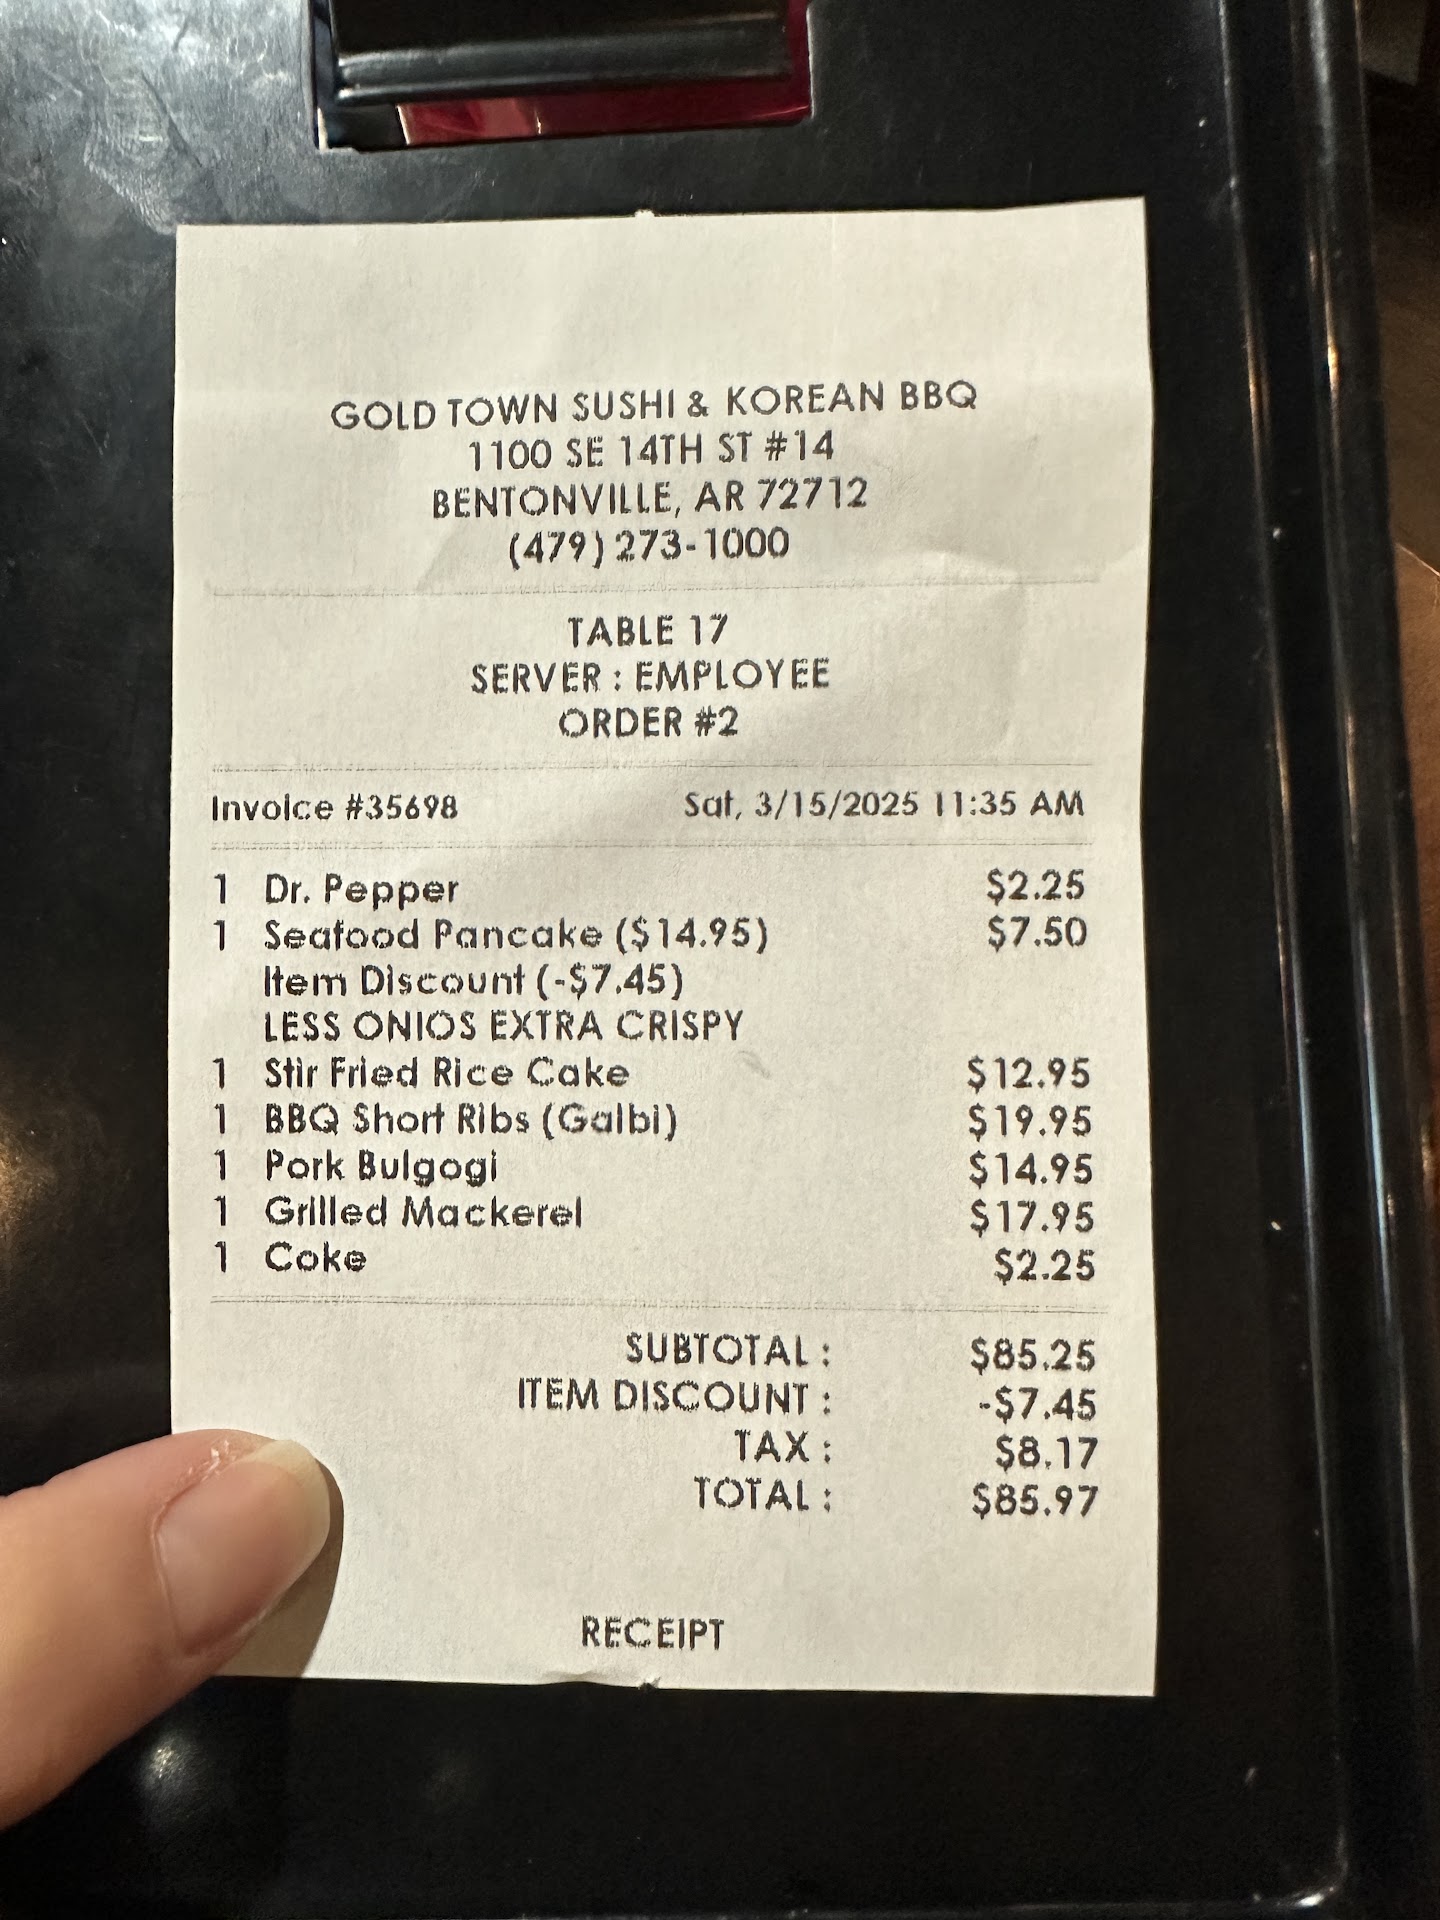 GOLD TOWN SUSHI & KOREAN BBQ
1100 SE 14TH ST #14
BENTONVILLE, AR 72712
(479) 273-1000
TABLE 17
SERVER : EMPLOYEE
ORDER #2
Invoice #35698 Sat, 3/15/2025 11:35 AM
1 Dr. Pepper $2.25
1 Seafood Pancake ($14.95) $7.50
Item Discount (-$7.45)
LESS ONIOS EXTRA CRISPY
1 Stir Fried Rice Cake $12.95
1 BBQ Short Ribs (Galbi) $19.95
1 Pork Bulgogi $14.95
1 Grilled Mackerel $17.95
1 Coke $2.25
SUBTOTAL : $85.25
ITEM DISCOUNT : -$7.45
TAX : $8.17
TOTAL : $85.97
RECEIPT